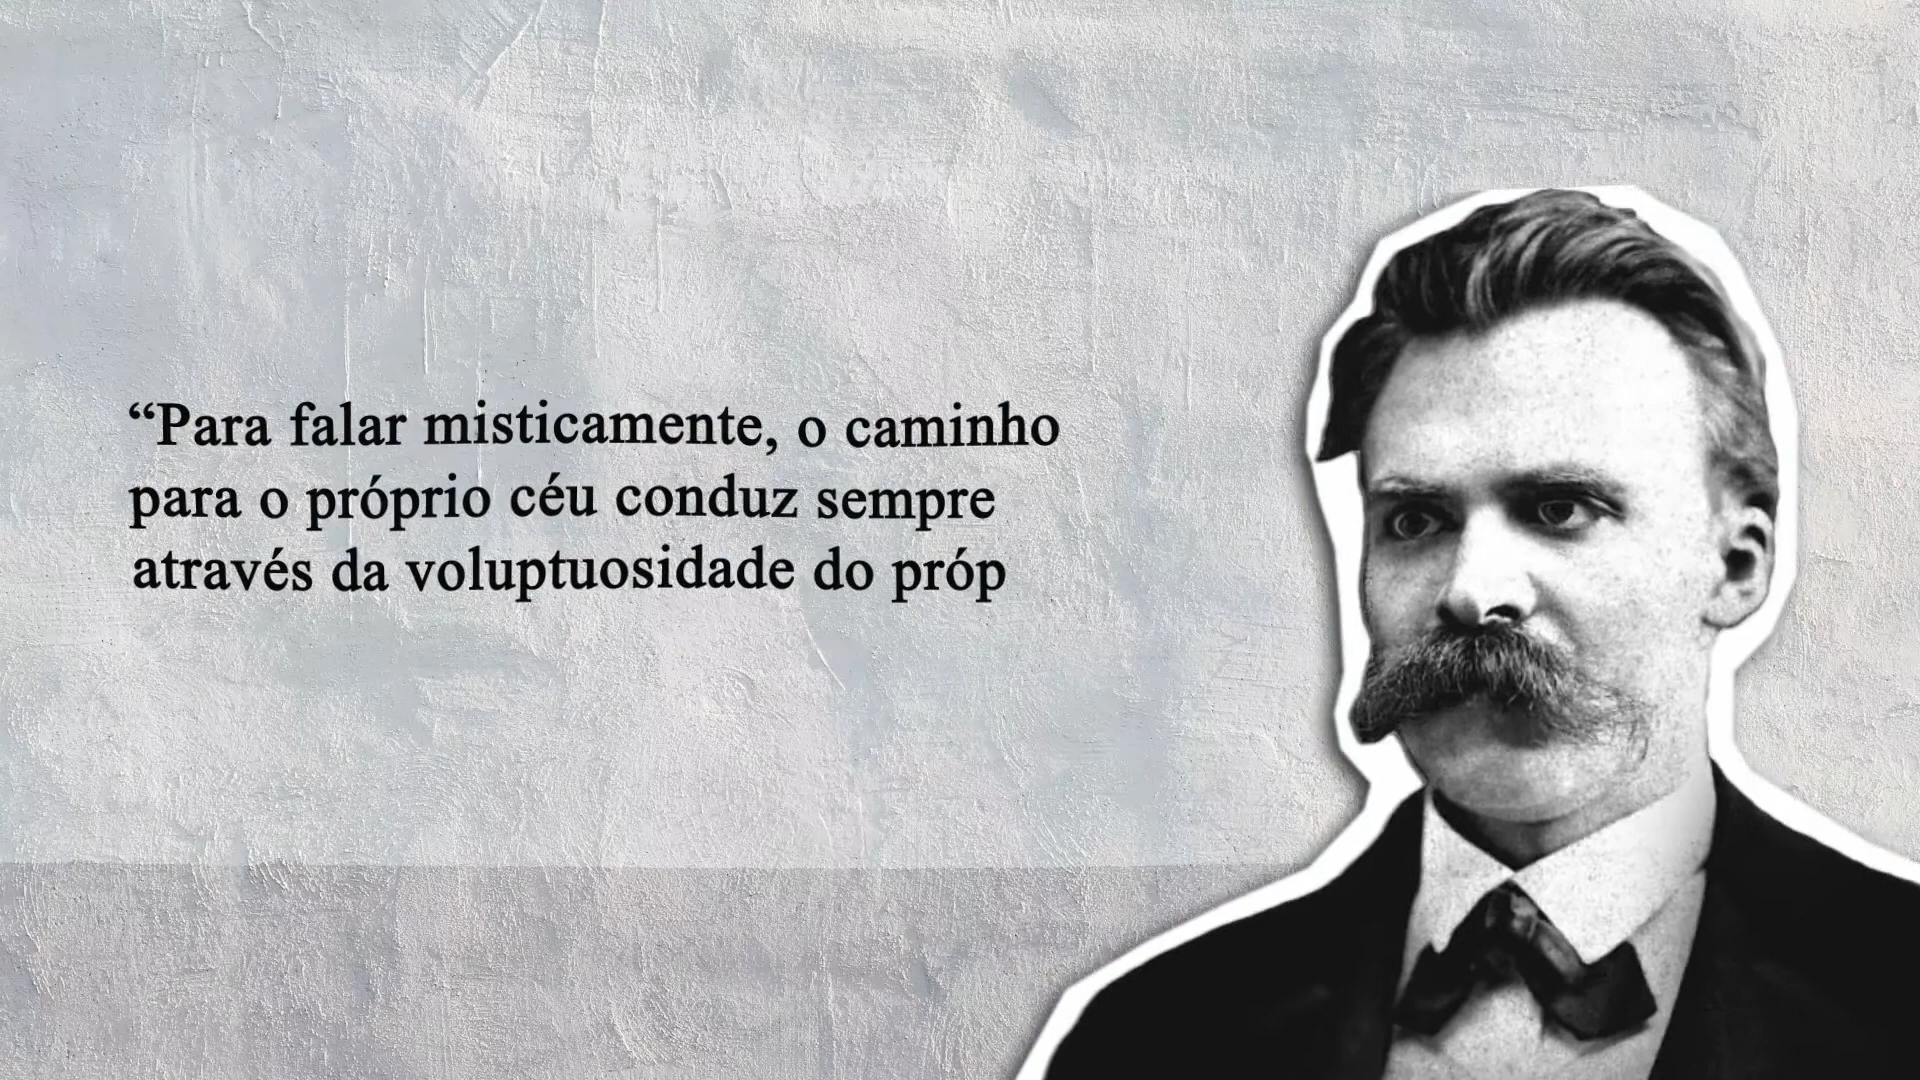 “Para falar misticamente, o caminho
para o próprio céu conduz sempre
através da voluptuosidade do próp